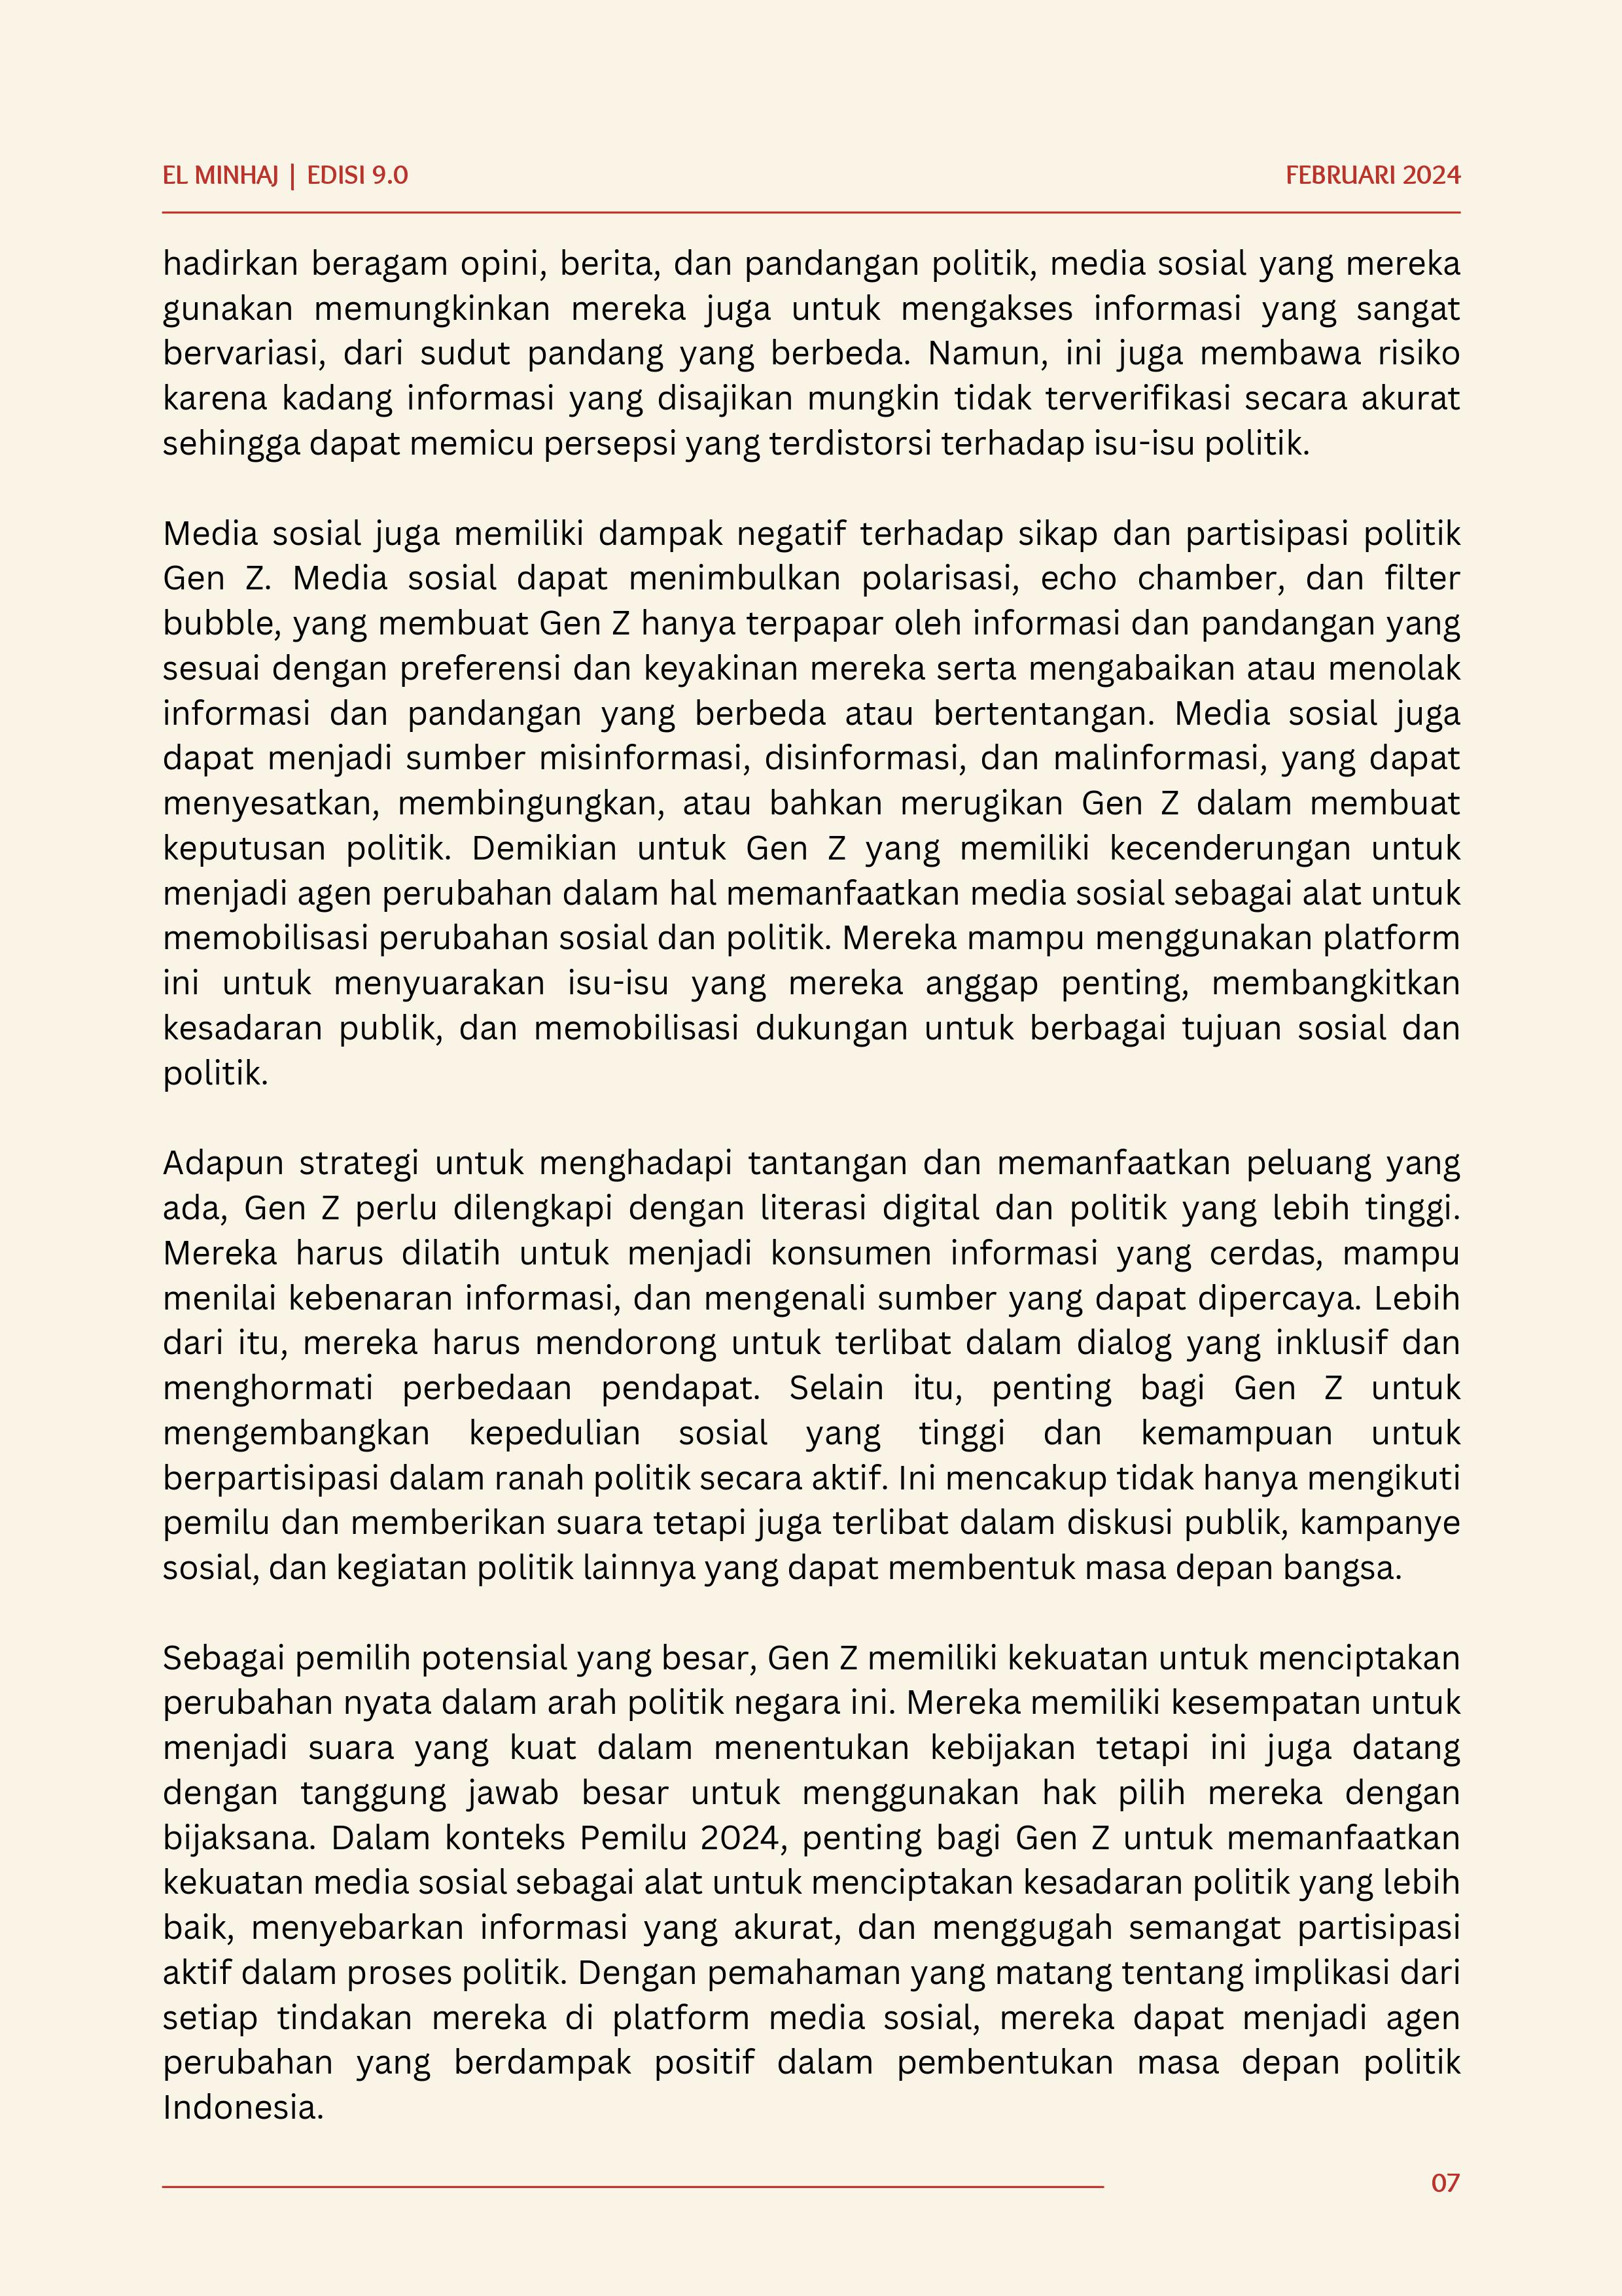 EL MINHAJ | EDISI 9.0
FEBRUARI 2024
hadirkan beragam opini, berita, dan pandangan politik, media sosial yang mereka
gunakan memungkinkan mereka juga untuk mengakses informasi yang sangat
bervariasi, dari sudut pandang yang berbeda. Namun, ini juga membawa risiko
karena kadang informasi yang disajikan mungkin tidak terverifikasi secara akurat
sehingga dapat memicu persepsi yang terdistorsi terhadap isu-isu politik.
Media sosial juga memiliki dampak negatif terhadap sikap dan partisipasi politik
Gen Z. Media sosial dapat menimbulkan polarisasi, echo chamber, dan filter
bubble, yang membuat Gen Z hanya terpapar oleh informasi dan pandangan yang
sesuai dengan preferensi dan keyakinan mereka serta mengabaikan atau menolak
informasi dan pandangan yang berbeda atau bertentangan. Media sosial juga
dapat menjadi sumber misinformasi, disinformasi, dan malinformasi, yang dapat
menyesatkan, membingungkan, atau bahkan merugikan Gen Z dalam membuat
keputusan politik. Demikian untuk Gen Z yang memiliki kecenderungan untuk
menjadi agen perubahan dalam hal memanfaatkan media sosial sebagai alat untuk
memobilisasi perubahan sosial dan politik. Mereka mampu menggunakan platform
ini untuk menyuarakan isu-isu yang mereka anggap penting, membangkitkan
kesadaran publik, dan memobilisasi dukungan untuk berbagai tujuan sosial dan
politik.
Adapun strategi untuk menghadapi tantangan dan memanfaatkan peluang yang
ada, Gen Z perlu dilengkapi dengan literasi digital dan politik yang lebih tinggi.
Mereka harus dilatih untuk menjadi konsumen informasi yang cerdas, mampu
menilai kebenaran informasi, dan mengenali sumber yang dapat dipercaya. Lebih
dari itu, mereka harus mendorong untuk terlibat dalam dialog yang inklusif dan
menghormati perbedaan pendapat. Selain itu, penting bagi Gen Z untuk
mengembangkan kepedulian sosial yang tinggi dan kemampuan untuk
berpartisipasi dalam ranah politik secara aktif. Ini mencakup tidak hanya mengikuti
pemilu dan memberikan suara tetapi juga terlibat dalam diskusi publik, kampanye
sosial, dan kegiatan politik lainnya yang dapat membentuk masa depan bangsa.
Sebagai pemilih potensial yang besar, Gen Z memiliki kekuatan untuk menciptakan
perubahan nyata dalam arah politik negara ini. Mereka memiliki kesempatan untuk
menjadi suara yang kuat dalam menentukan kebijakan tetapi ini juga datang
dengan tanggung jawab besar untuk menggunakan hak pilih mereka dengan
bijaksana. Dalam konteks Pemilu 2024, penting bagi Gen Z untuk memanfaatkan
kekuatan media sosial sebagai alat untuk menciptakan kesadaran politik yang lebih
baik, menyebarkan informasi yang akurat, dan menggugah semangat partisipasi
aktif dalam proses politik. Dengan pemahaman yang matang tentang implikasi dari
setiap tindakan mereka di platform media sosial, mereka dapat menjadi agen
perubahan yang berdampak positif dalam pembentukan masa depan politik
Indonesia.
07